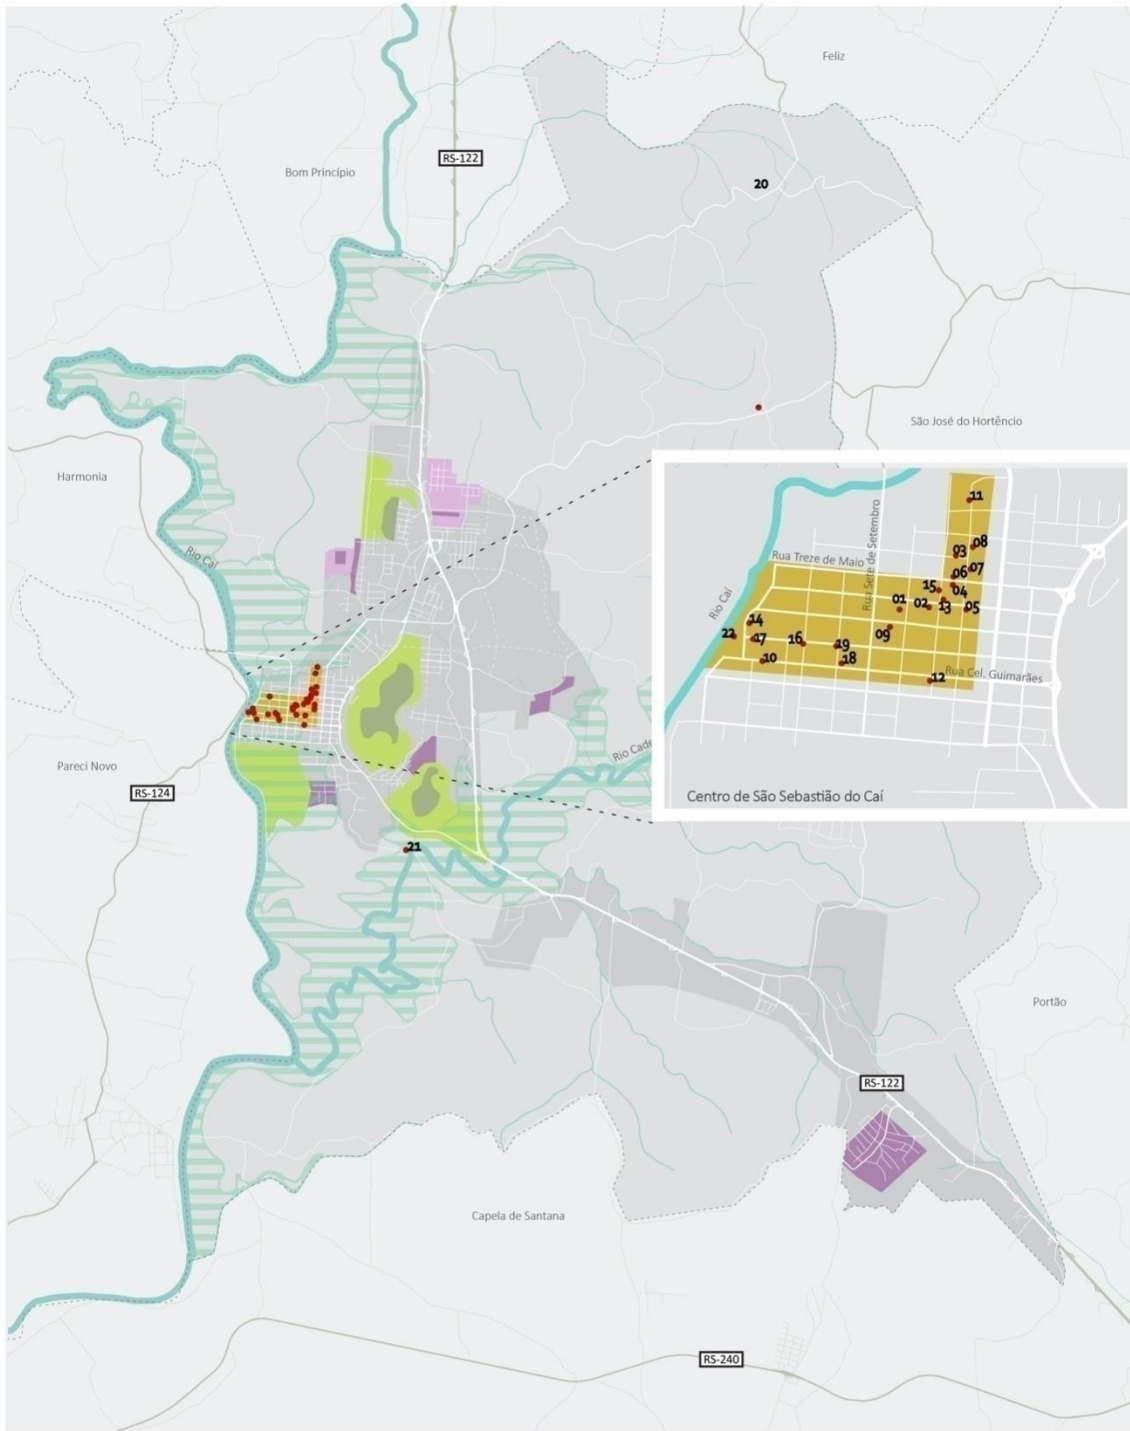 Feliz
RS-122
Bom Princípio
20
São José do Hortêncio
Harmonia
Rio Caí
11
Rua Sete de Setembro
08
03
Rua Treze de Maio
07
06
15
04
Rio Caí
01
02
13
05
14
09
22
17
16
19
10
18
Rua Cel. Guimarães
12
Rio Cade
Pareci Novo
RS-124
Centro de São Sebastião do Caí
21
Portão
RS-122
Capela de Santana
RS-240